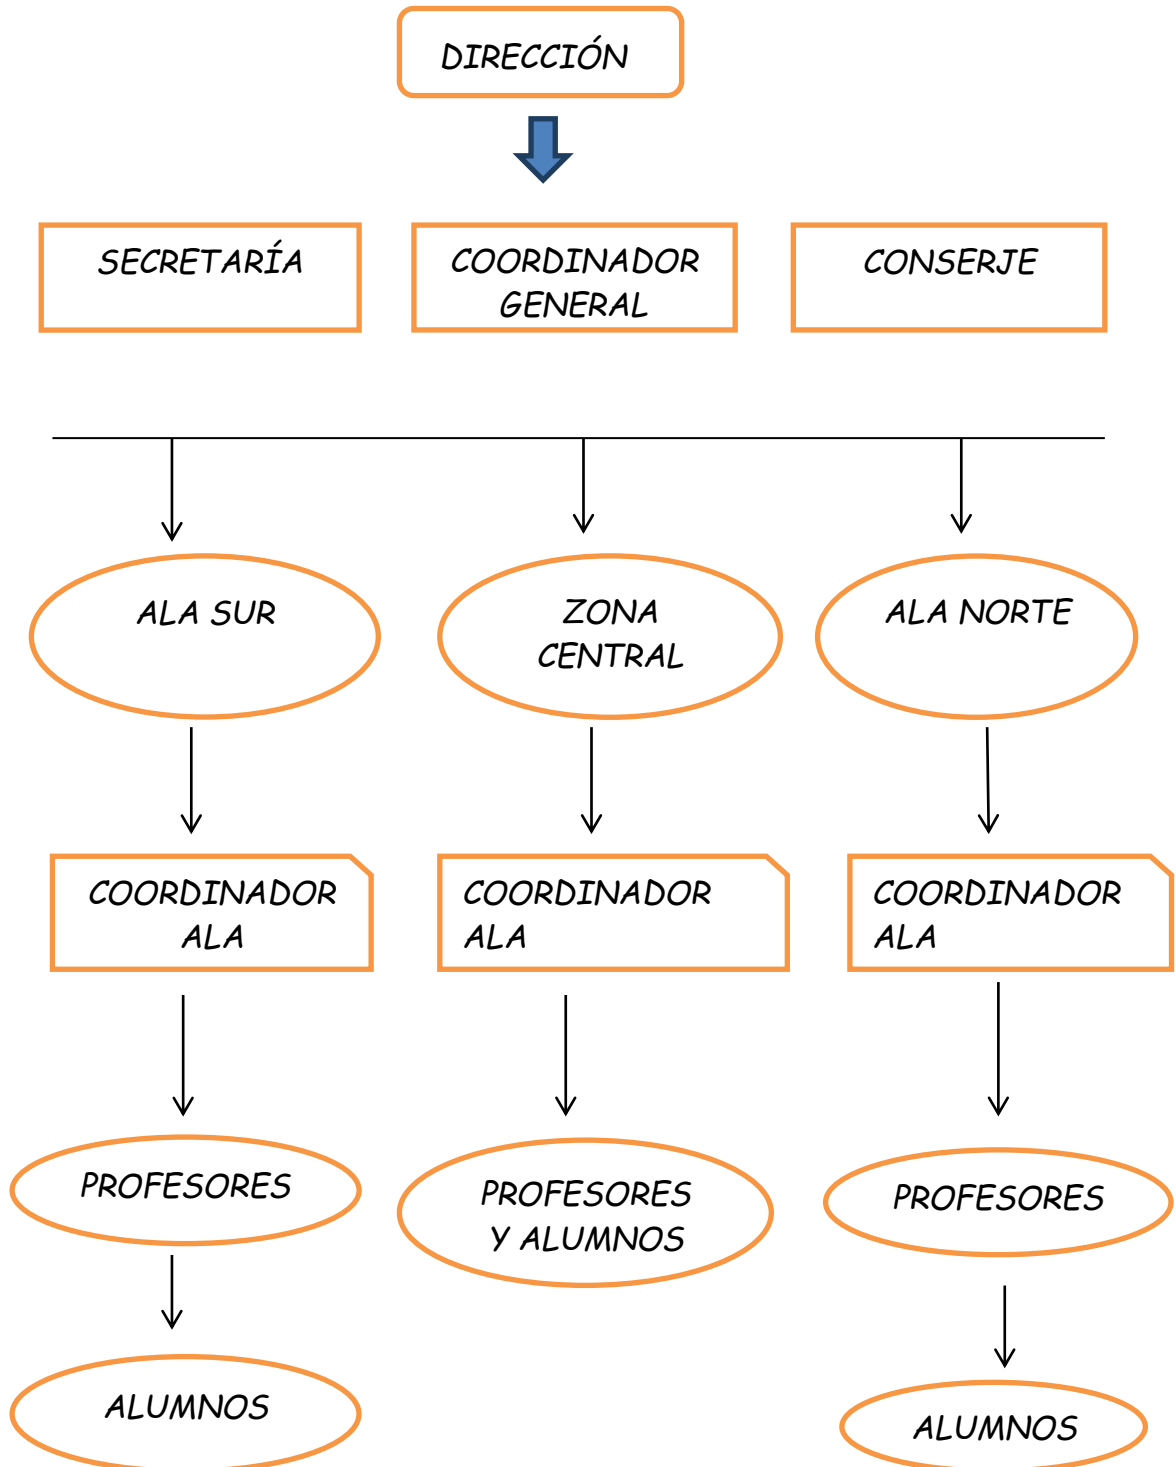 DIRECCIÓN
SECRETARÍA
COORDINADOR
GENERAL
CONSERJE
ALA SUR
ZONA
CENTRAL
ALA NORTE
COORDINADOR
ALA
COORDINADOR
ALA
COORDINADOR
ALA
PROFESORES
PROFESORES
Y ALUMNOS
PROFESORES
ALUMNOS
ALUMNOS